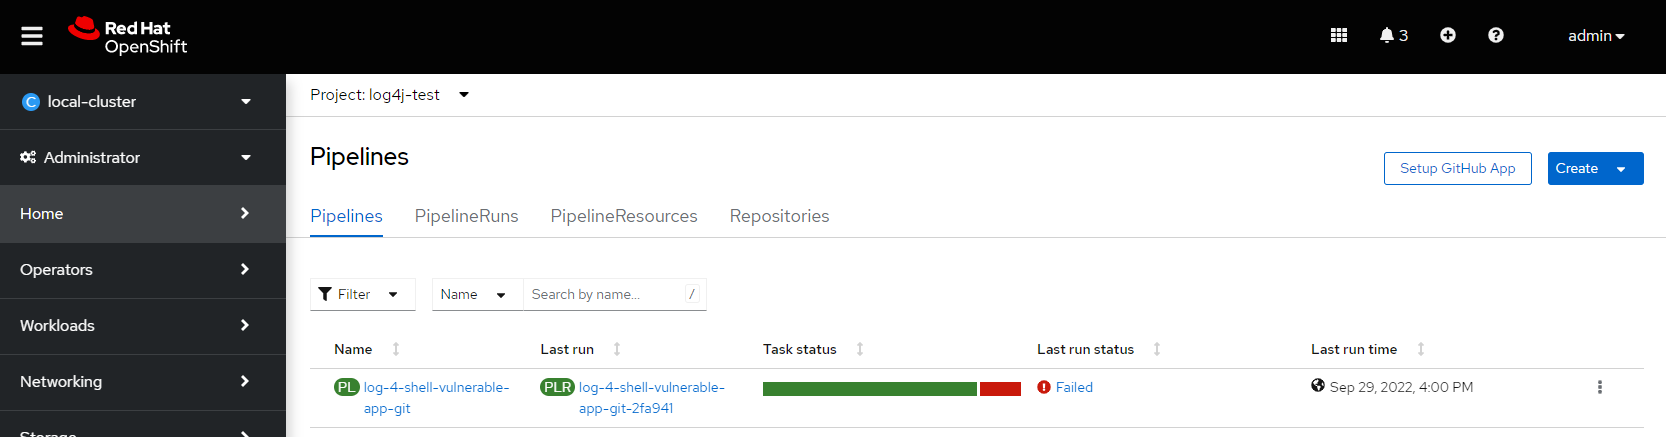 Red Hat
OpenShift
3
admin
C local-cluster
Administrator
Home
Operators
Workloads
Networking
Storage
Project: log4j-test
Pipelines
Setup GitHub App
Create
Pipelines PipelineRuns PipelineResources Repositories
Filter Name Search by name... /
Name Last run Task status Last run status Last run time
PL log-4-shell-vulnerable- PLR log-4-shell-vulnerable- Failed Sep 29, 2022, 4:00 PM
app-git app-git-2fa941